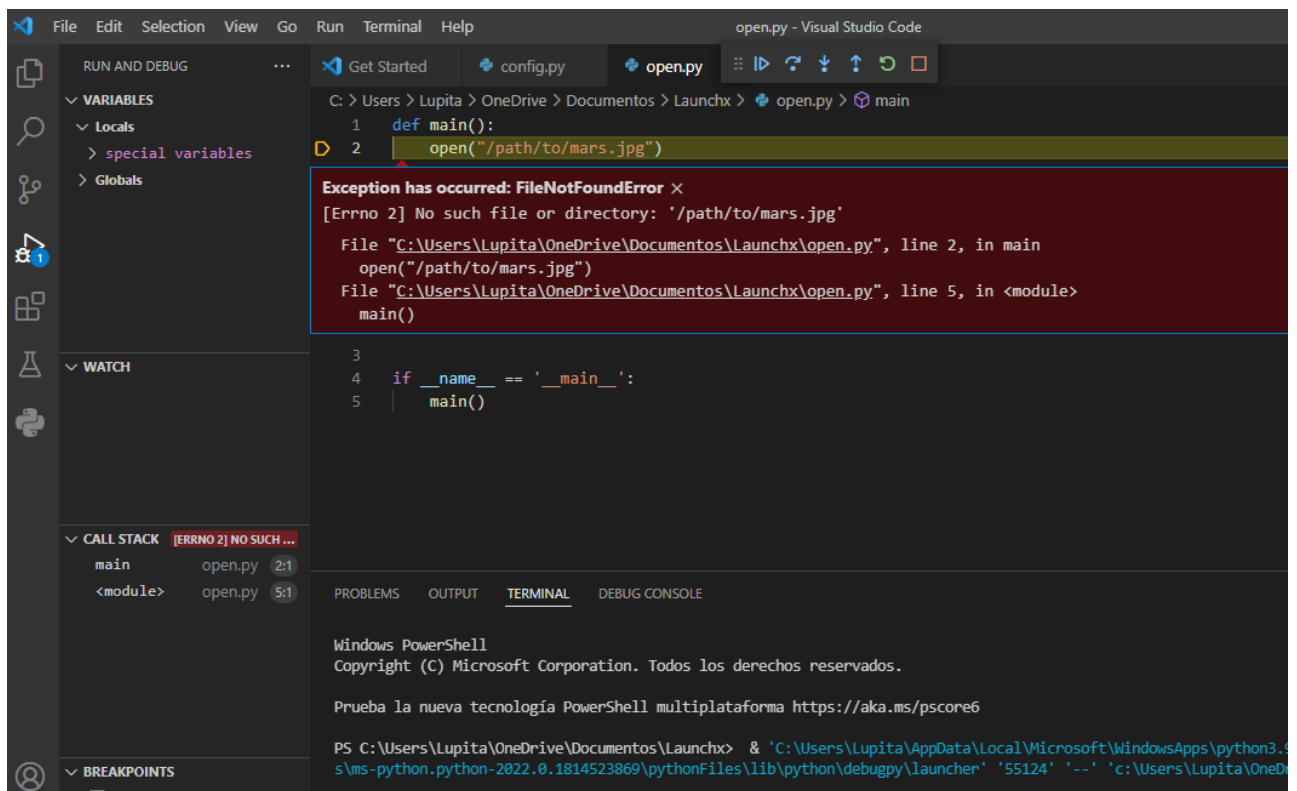 File Edit Selection View Go Run Terminal Help open.py - Visual Studio Code
RUN AND DEBUG ...
Get Started config.py open.py
VARIABLES
Locals
special variables
Globals
C: > Users > Lupita > OneDrive > Documentos > Launchx > open.py > main
1 def main():
2 open("/path/to/mars.jpg")
Exception has occurred: FileNotFoundError ×
[Errno 2] No such file or directory: '/path/to/mars.jpg'
File "C:\Users\Lupita\OneDrive\Documentos\Launchx\open.py", line 2, in main
open("/path/to/mars.jpg")
File "C:\Users\Lupita\OneDrive\Documentos\Launchx\open.py", line 5, in <module>
main()
3
4 if __name__ == '__main__':
5 main()
1
WATCH
CALL STACK [ERRNO 2] NO SUCH ...
main open.py 2:1
<module> open.py 5:1
BREAKPOINTS
PROBLEMS OUTPUT TERMINAL DEBUG CONSOLE
Windows PowerShell
Copyright (C) Microsoft Corporation. Todos los derechos reservados.
Prueba la nueva tecnología PowerShell multiplataforma https://aka.ms/pscore6
PS C:\Users\Lupita\OneDrive\Documentos\Launchx> & 'C:\Users\Lupita\AppData\Local\Microsoft\WindowsApps\python3.9
s\ms-python.python-2022.0.1814523869\pythonFiles\lib\python\debugpy\launcher' '55124' '--' 'c:\Users\Lupita\OneD